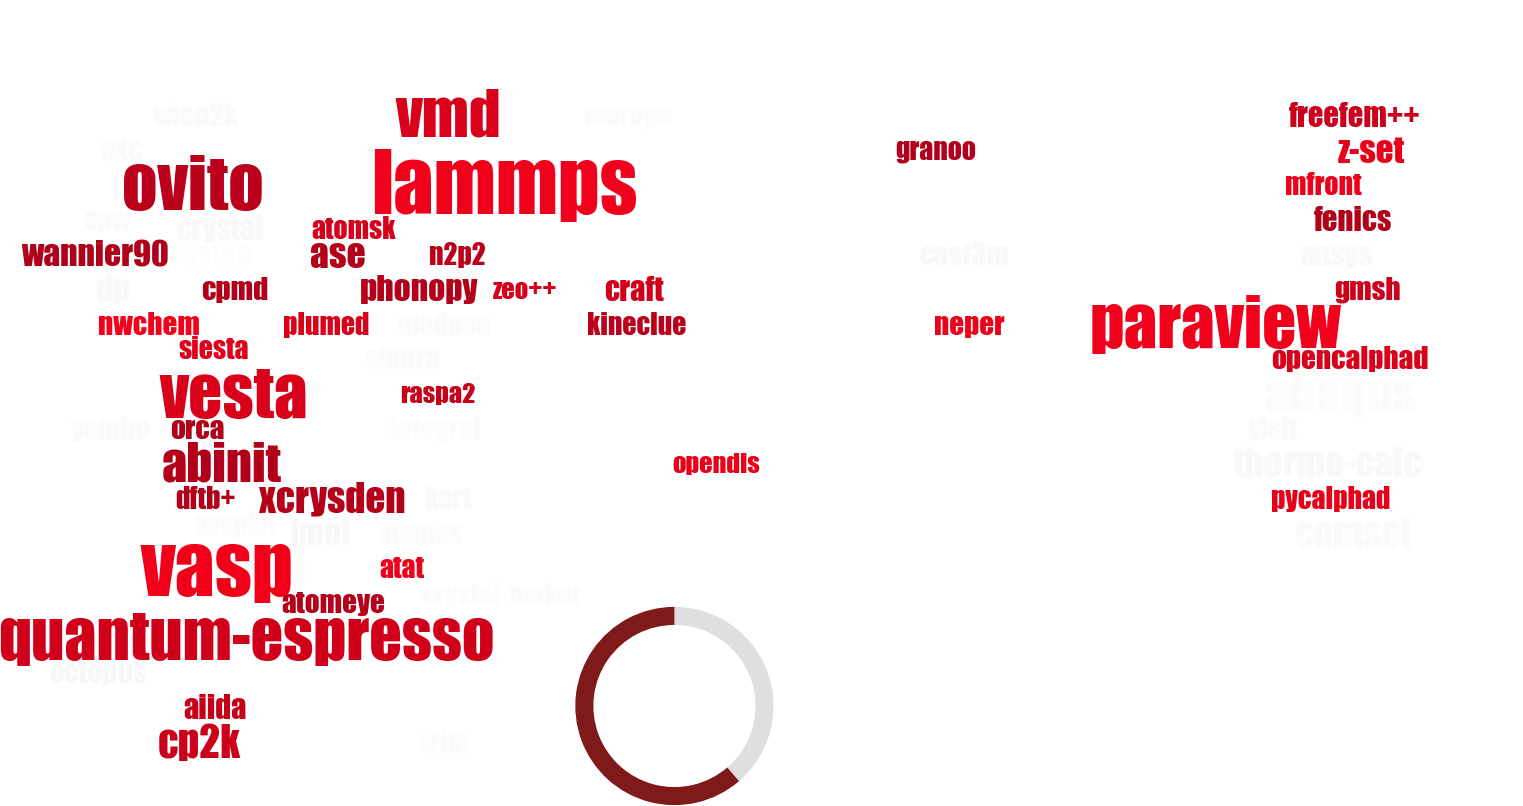 vmd
wien2k
merope
freefem++
exc
granoo
z-set
ovito
lammps
mfront
epw
crystal
atomsk
fenics
wannier90
castep
ase
n2p2
cast3m
ansys
dp
cpmd
phonopy
zeo++
craft
gmsh
nwchem
plumed
modena
kineclue
neper
paraview
siesta
simtra
opencalphad
vesta
raspa2
abaqus
yambo
orca
integral
visit
abinit
opendis
thermo-calc
dftb+
xcrysden
kart
pycalphad
vaspkit
jmol
atomes
comsol
vasp
atat
atomeye
crystal-maker
quantum-espresso
octopus
aiida
cp2k
srim